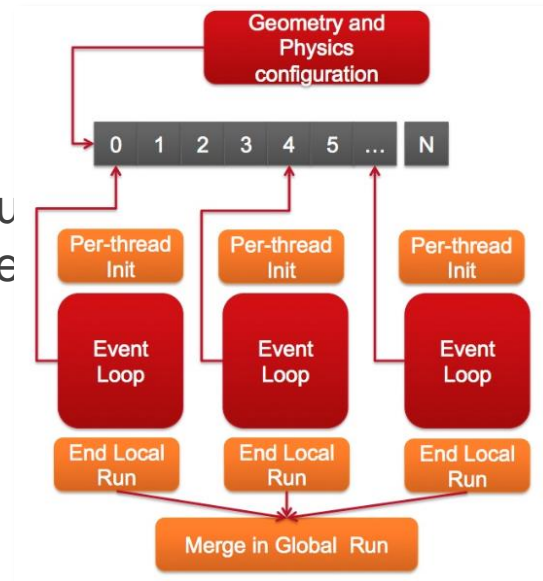 Geometry and
Physics
configuration
0 1 2 3 4 5 ... N
u
e
Per-thread
Init
Per-thread
Init
Per-thread
Init
Event
Loop
Event
Loop
Event
Loop
End Local
Run
End Local
Run
End Local
Run
Merge in Global Run